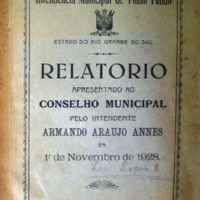 Intendencia Municipal de Passo Fundo
ESTADO DO RIO GRANDE DO SUL
RELATORIO
APRESENTADO AO
CONSELHO MUNICIPAL
PELO INTENDENTE
ARMANDO ARAUJO ANNES
EM
1º de Novembro de 1928.